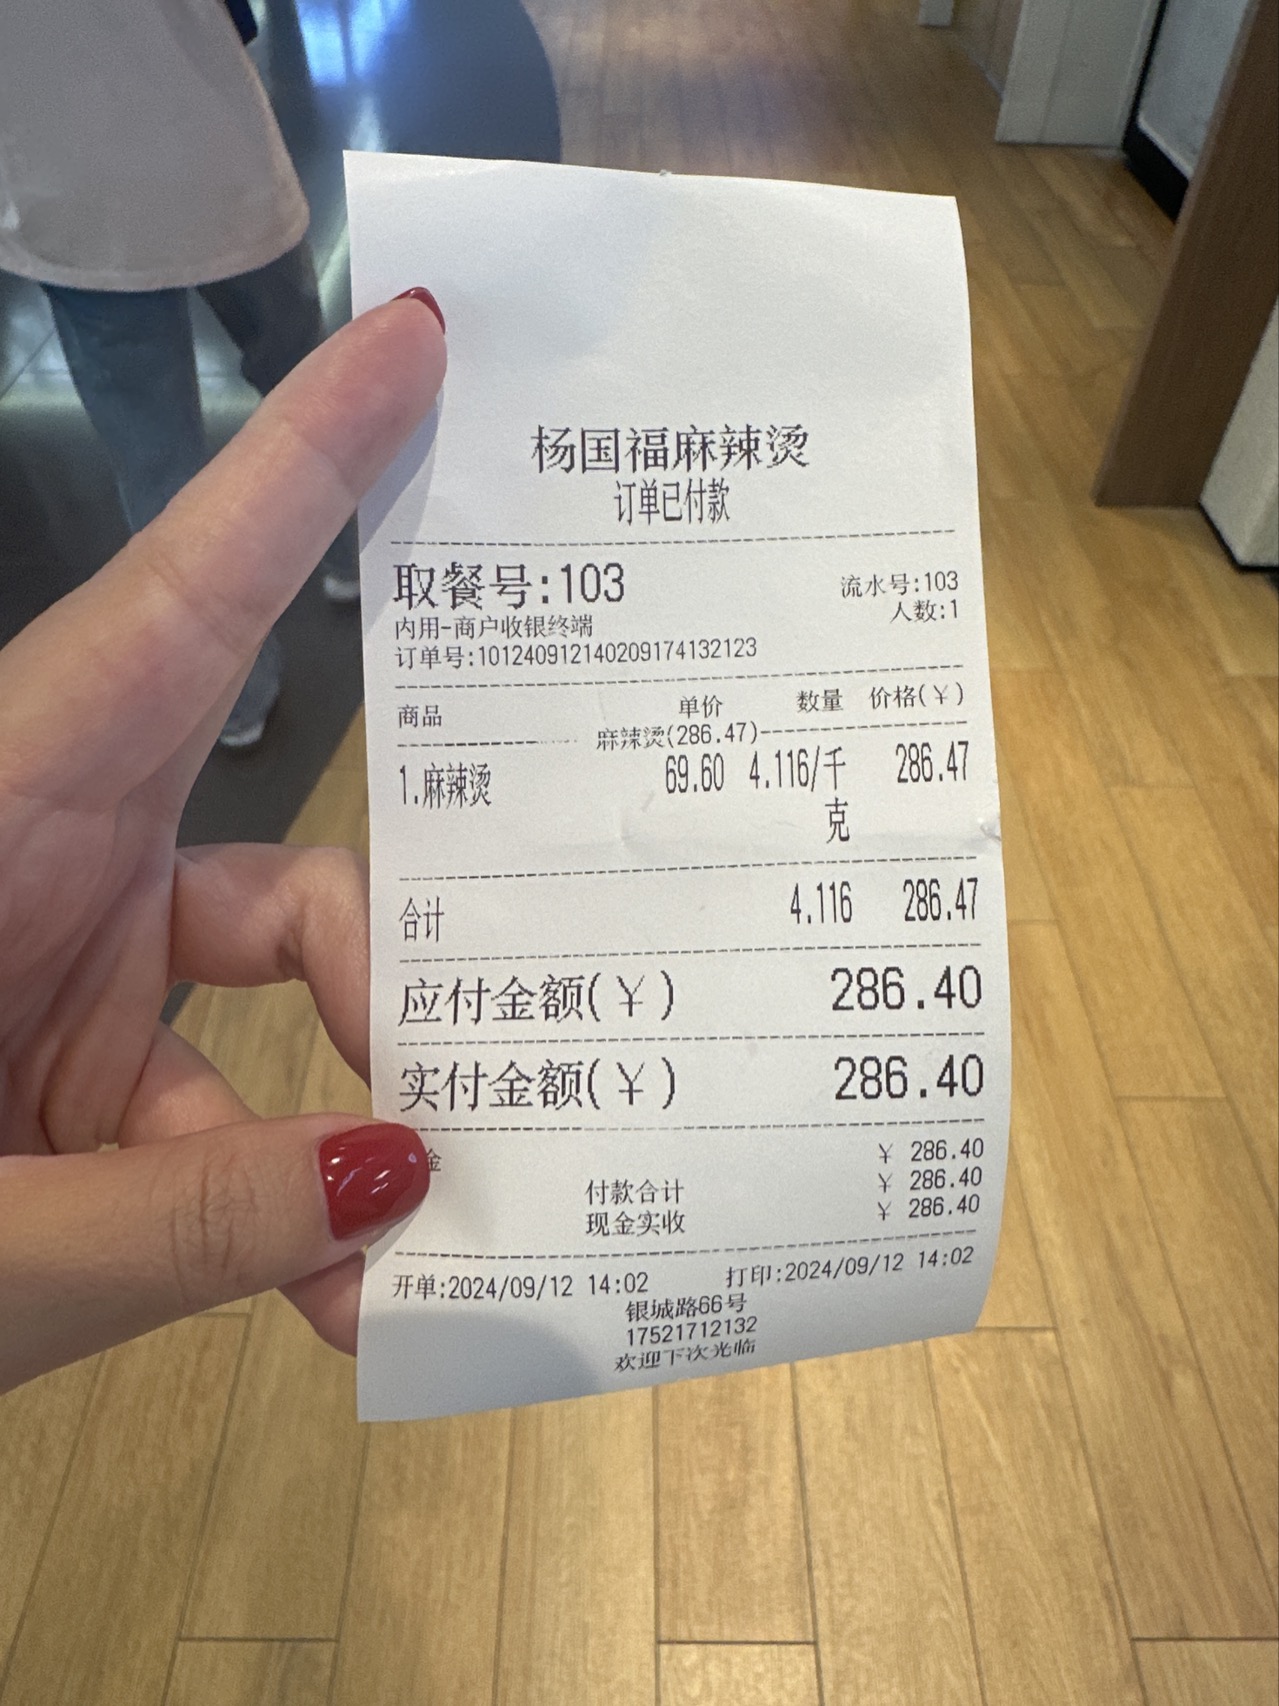 杨国福麻辣烫
订单已付款
取餐号:103
流水号:103
人数:1
内用-商户收银终端
订单号:101240912140209174132123
商品 单价 数量 价格(¥)
麻辣烫(286.47)
1.麻辣烫 69.60 4.116/千克 286.47
合计 4.116 286.47
应付金额(¥) 286.40
实付金额(¥) 286.40
金 ¥ 286.40
付款合计 ¥ 286.40
现金实收 ¥ 286.40
开单:2024/09/12 14:02 打印:2024/09/12 14:02
银城路66号
17521712132
欢迎下次光临